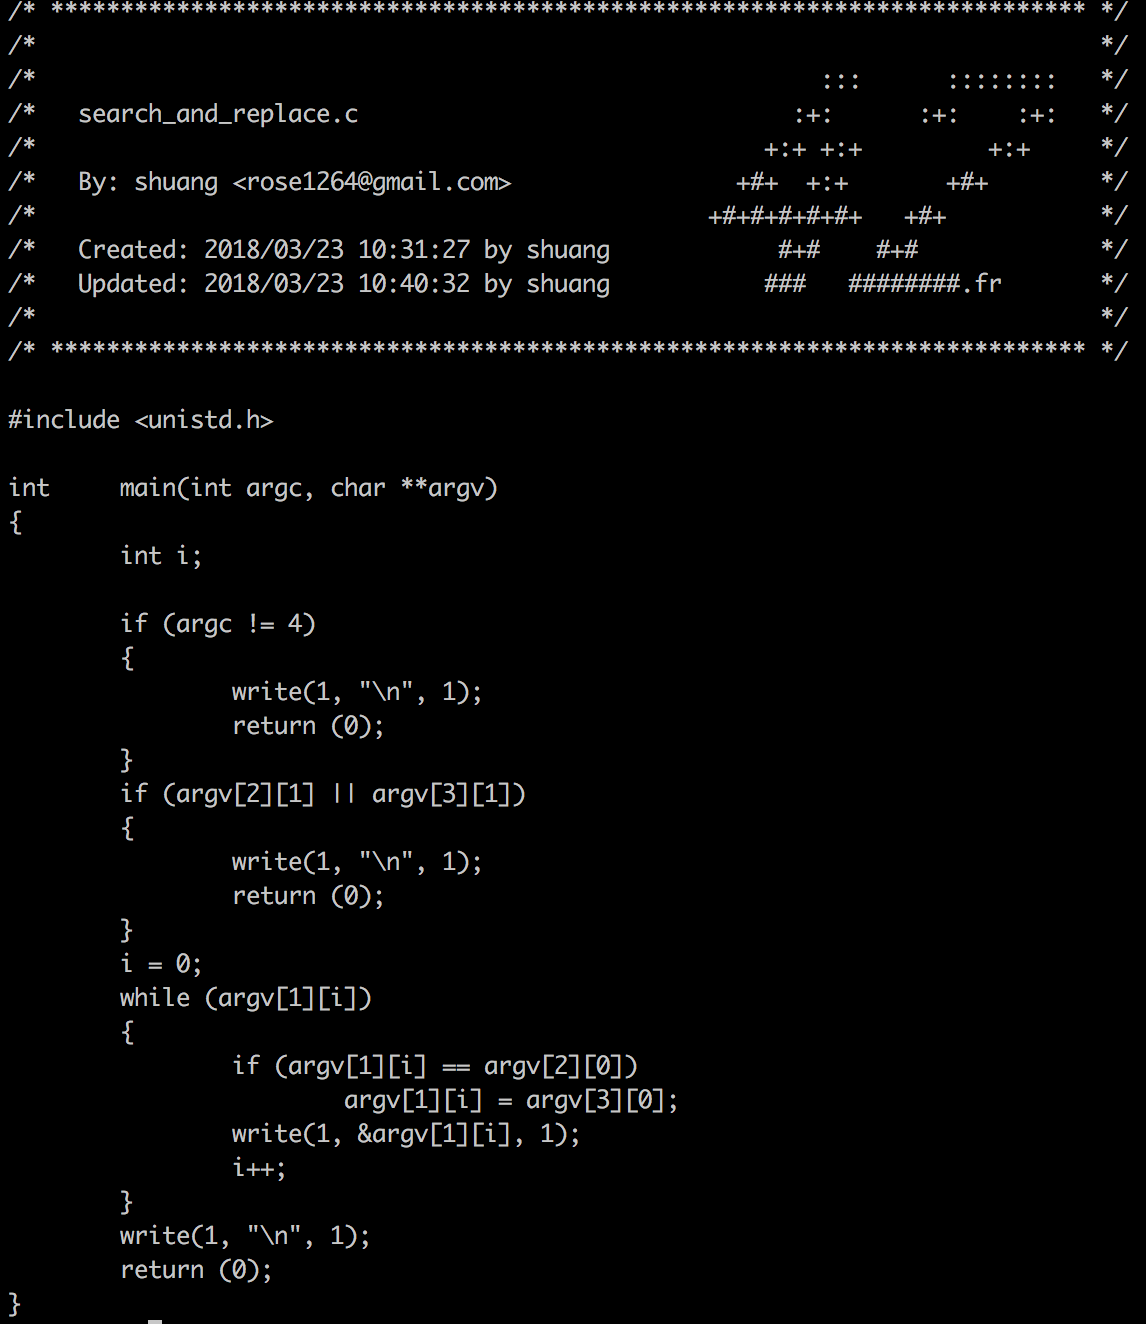 /* ************************************************************************** */
/*                                                                            */
/*                                                        :::      ::::::::   */
/*   search_and_replace.c                               :+:      :+:    :+:   */
/*                                                    +:+ +:+         +:+     */
/*   By: shuang <rose1264@gmail.com>                +#+  +:+       +#+        */
/*                                                +#+#+#+#+#+   +#+           */
/*   Created: 2018/03/23 10:31:27 by shuang            #+#    #+#             */
/*   Updated: 2018/03/23 10:40:32 by shuang           ###   ########.fr       */
/*                                                                            */
/* ************************************************************************** */

#include <unistd.h>

int     main(int argc, char **argv)
{
        int i;

        if (argc != 4)
        {
                write(1, "\n", 1);
                return (0);
        }
        if (argv[2][1] || argv[3][1])
        {
                write(1, "\n", 1);
                return (0);
        }
        i = 0;
        while (argv[1][i])
        {
                if (argv[1][i] == argv[2][0])
                        argv[1][i] = argv[3][0];
                write(1, &argv[1][i], 1);
                i++;
        }
        write(1, "\n", 1);
        return (0);
}